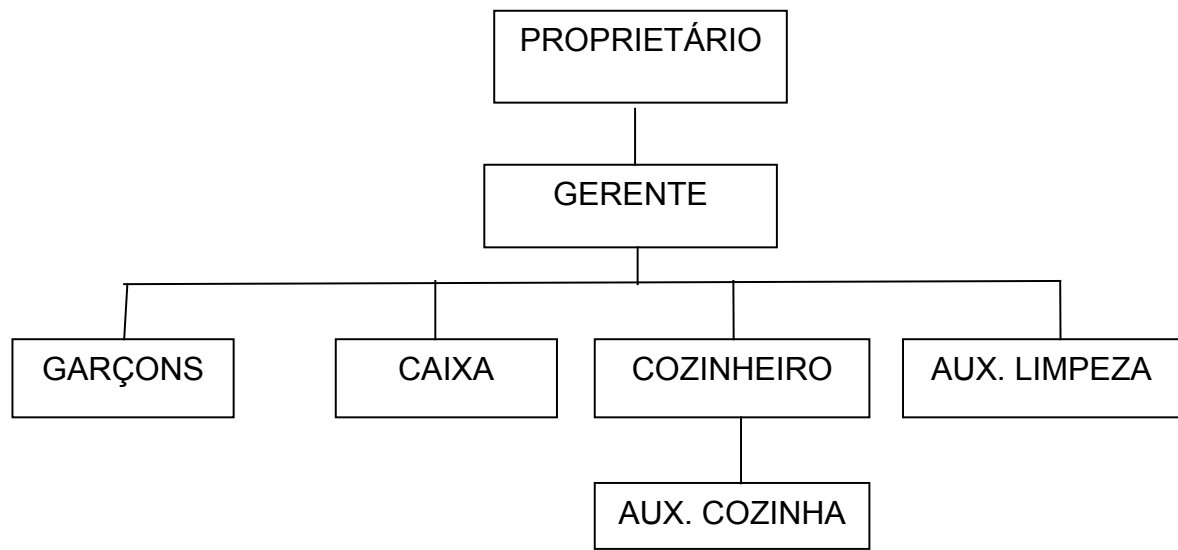 PROPRIETÁRIO
GERENTE
GARÇONS
CAIXA
COZINHEIRO
AUX. LIMPEZA
AUX. COZINHA